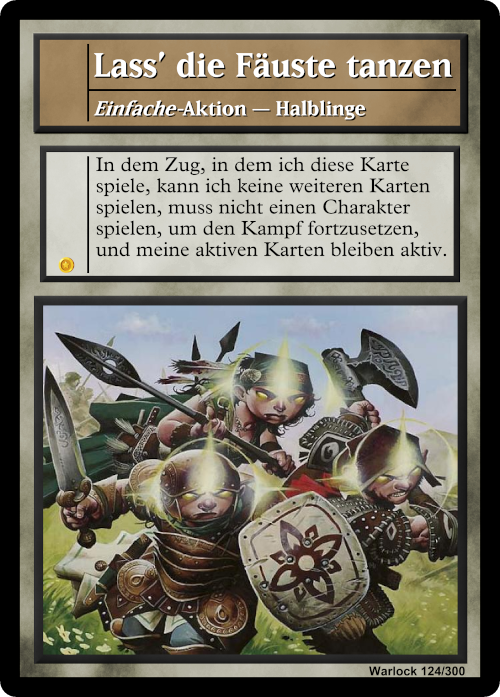 Lass' die Fäuste tanzen
Einfache-Aktion — Halblinge
In dem Zug, in dem ich diese Karte
spiele, kann ich keine weiteren Karten
spielen, muss nicht einen Charakter
spielen, um den Kampf fortzusetzen,
und meine aktiven Karten bleiben aktiv.
Warlock 124/300